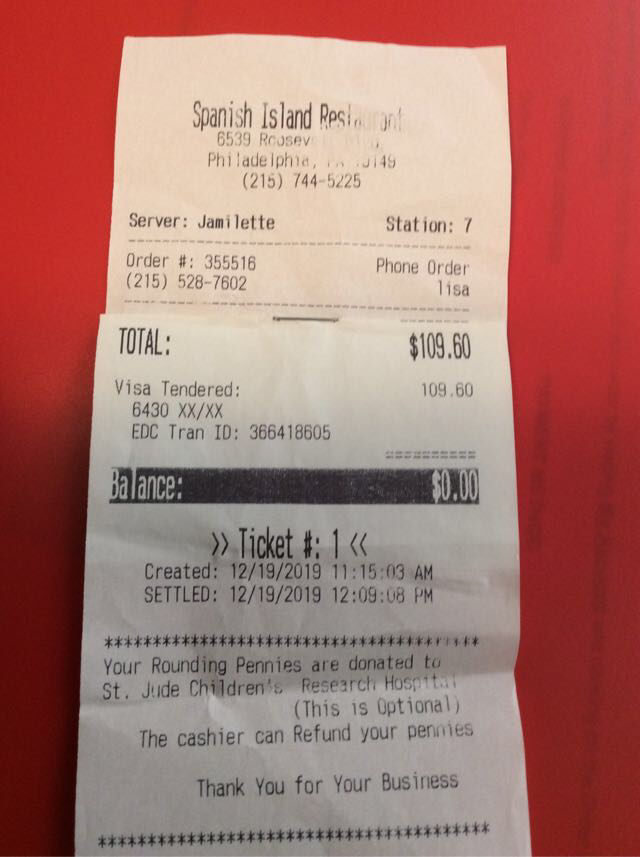 Spanish Island Restaurant
6539
Philadelphia, 19149
(215) 744-5225
Server: Jamilette Station: 7
Order #: 355516 Phone Order
(215) 528-7602 lisa
TOTAL: $109.60
Visa Tendered: 109.60
6430 XX/XX
EDC Tran ID: 366418605
==========
Balance: $0.00
>> Ticket #: 1 <<
Created: 12/19/2019 11:15:03 AM
SETTLED: 12/19/2019 12:09:08 PM
****************************************
Your Rounding Pennies are donated to
St. Jude Children's Research Hospital
(This is Optional)
The cashier can Refund your pennies
Thank You for Your Business
****************************************